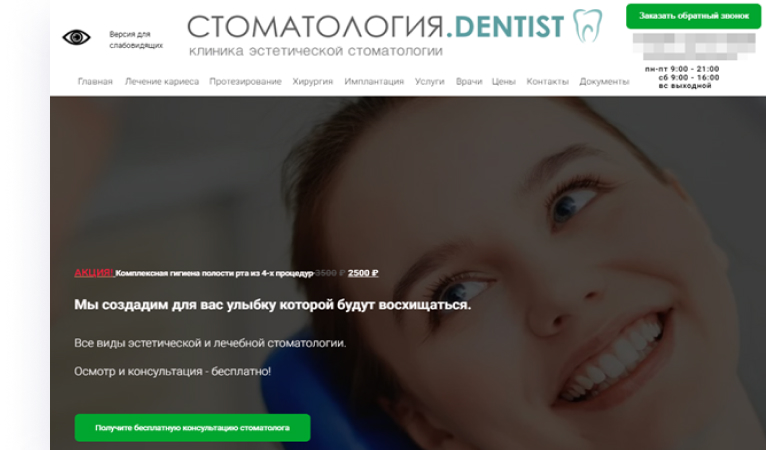 Версия для
слабовидящих
СТОМАТОЛОГИЯ.DENTIST
клиника эстетической стоматологии
Заказать обратный звонок
пн-пт 9:00 - 21:00
сб 9:00 - 16:00
вс выходной
Главная Лечение кариеса Протезирование Хирургия Имплантация Услуги Врачи Цены Контакты Документы
АКЦИЯ! Комплексная гигиена полости рта из 4-х процедур 3500 ₽ 2500 ₽
Мы создадим для вас улыбку которой будут восхищаться.
Все виды эстетической и лечебной стоматологии.
Осмотр и консультация - бесплатно!
Получите бесплатную консультацию стоматолога